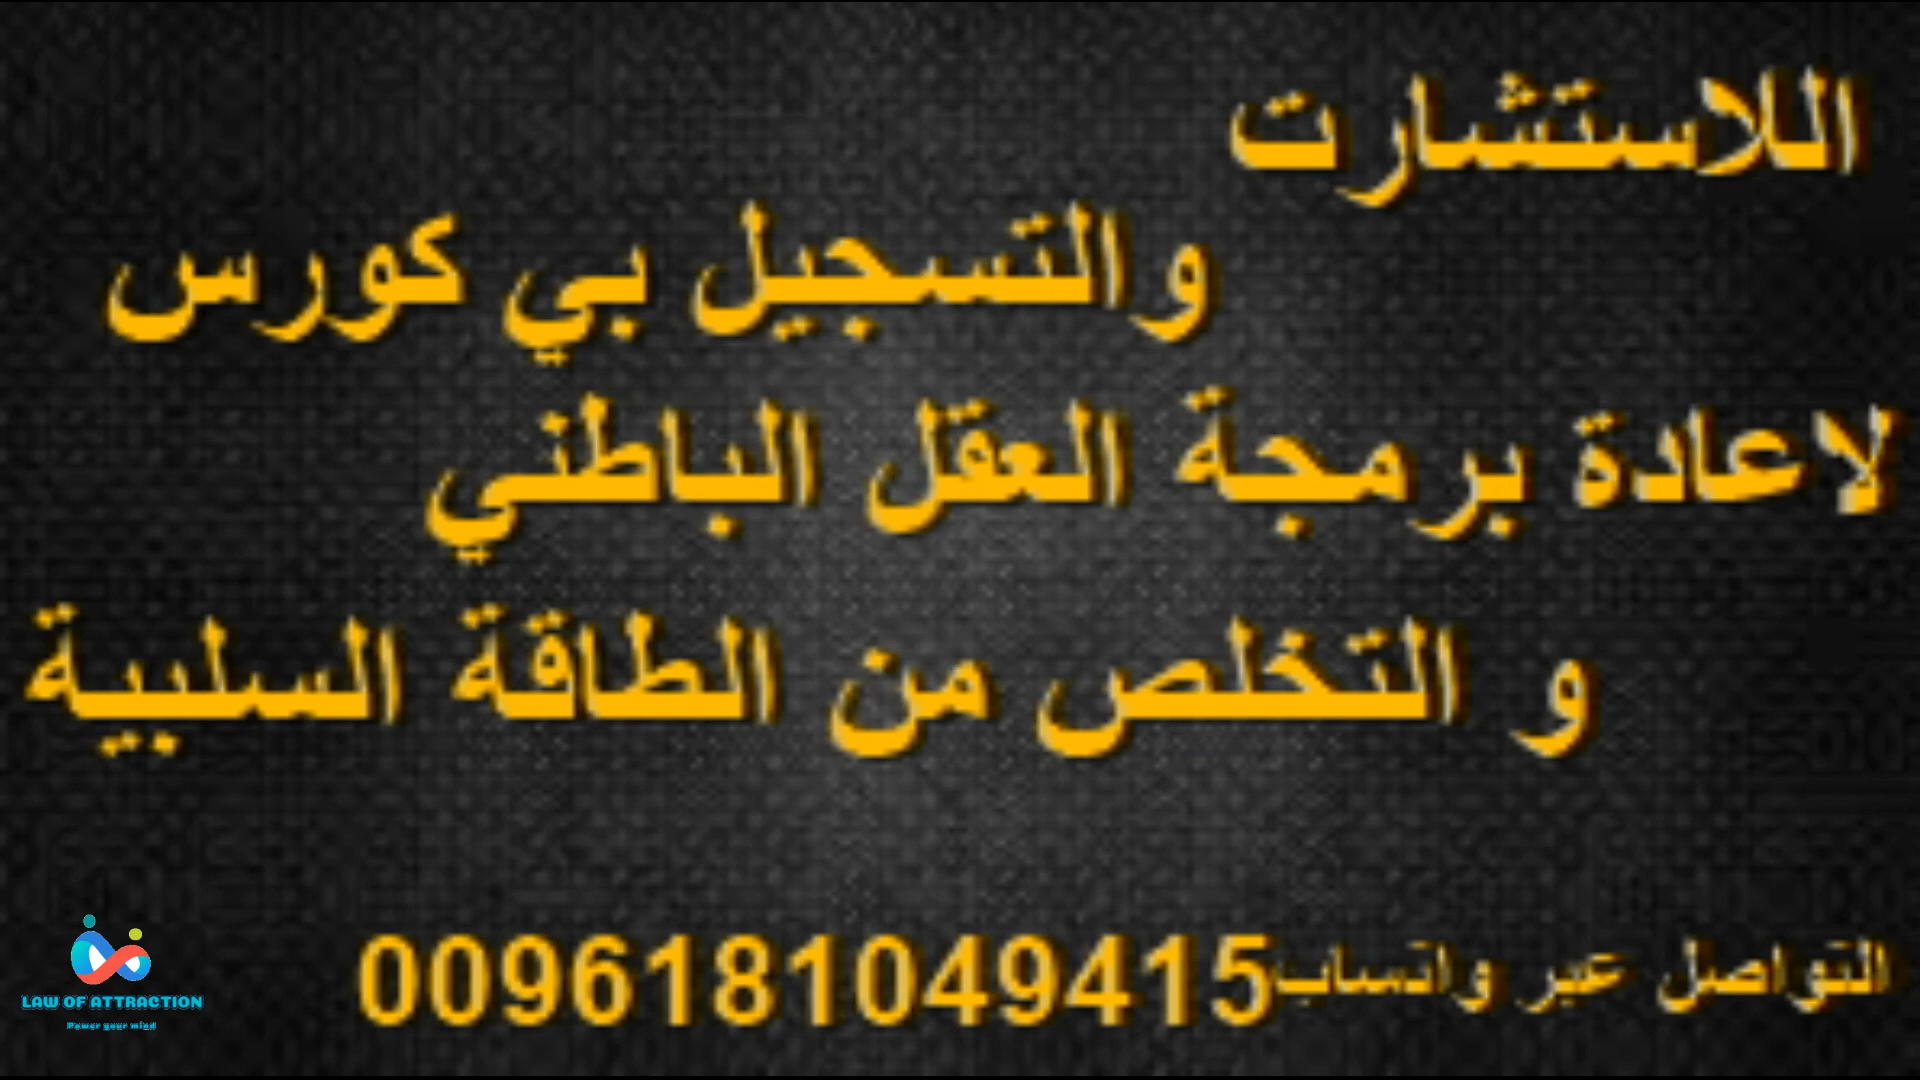 اللاستشارت
والتسجيل بي كورس
لاعادة برمجة العقل الباطني
و التخلص من الطاقة السلبية
التواصل عبر واتساب0096181049415
LAW OF ATTRACTION
Power your mind